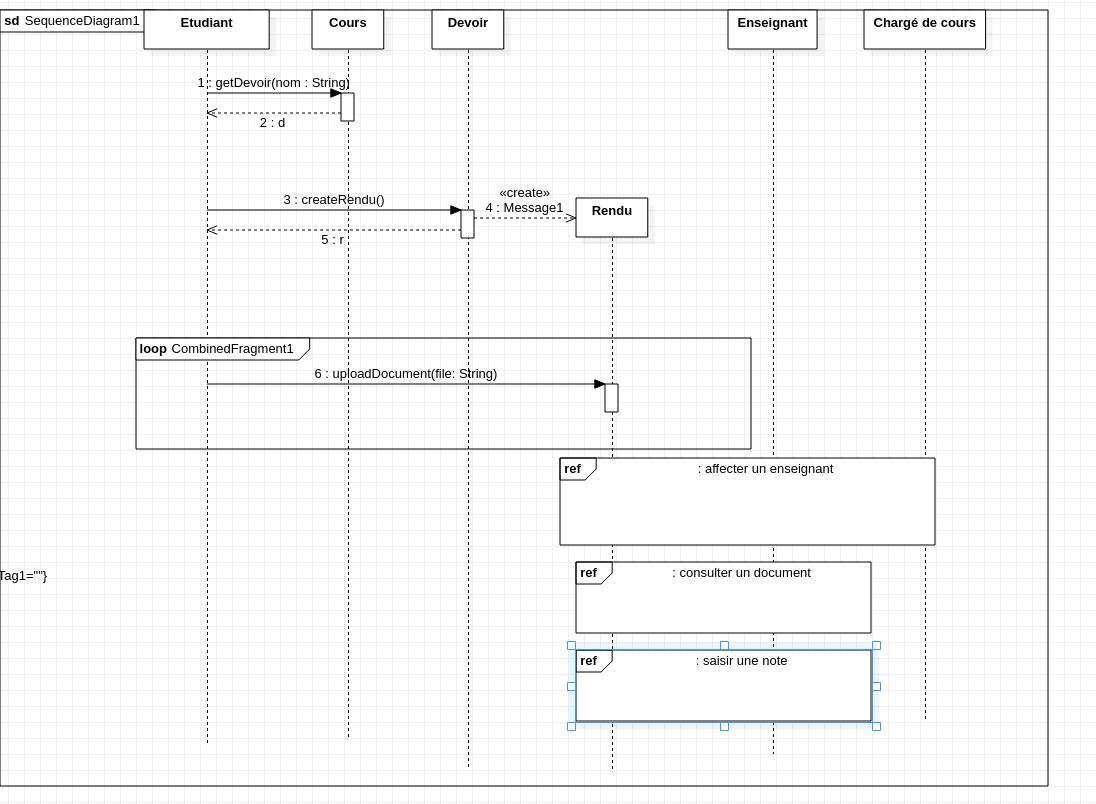 sd SequenceDiagram1
Etudiant
Cours
Devoir
Enseignant
Chargé de cours
1 : getDevoir(nom : String)
2 : d
3 : createRendu()
«create»
4 : Message1
Rendu
5 : r
loop CombinedFragment1
6 : uploadDocument(file: String)
ref : affecter un enseignant
ref : consulter un document
Tag1=""}
ref : saisir une note